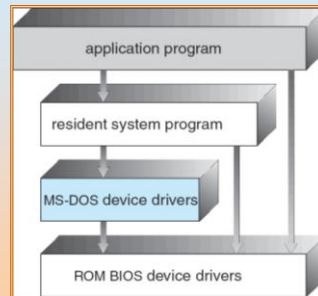 application program
resident system program
MS-DOS device drivers
ROM BIOS device drivers